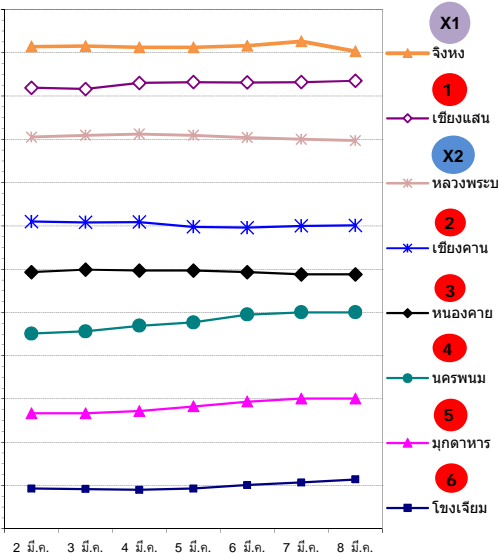 X1
จิงหง
1
เชียงแสน
X2
หลวงพระบ
2
เชียงคาน
3
หนองคาย
4
นครพนม
5
มุกดาหาร
6
โขงเจียม
2 มี.ค. 3 มี.ค. 4 มี.ค. 5 มี.ค. 6 มี.ค. 7 มี.ค. 8 มี.ค.